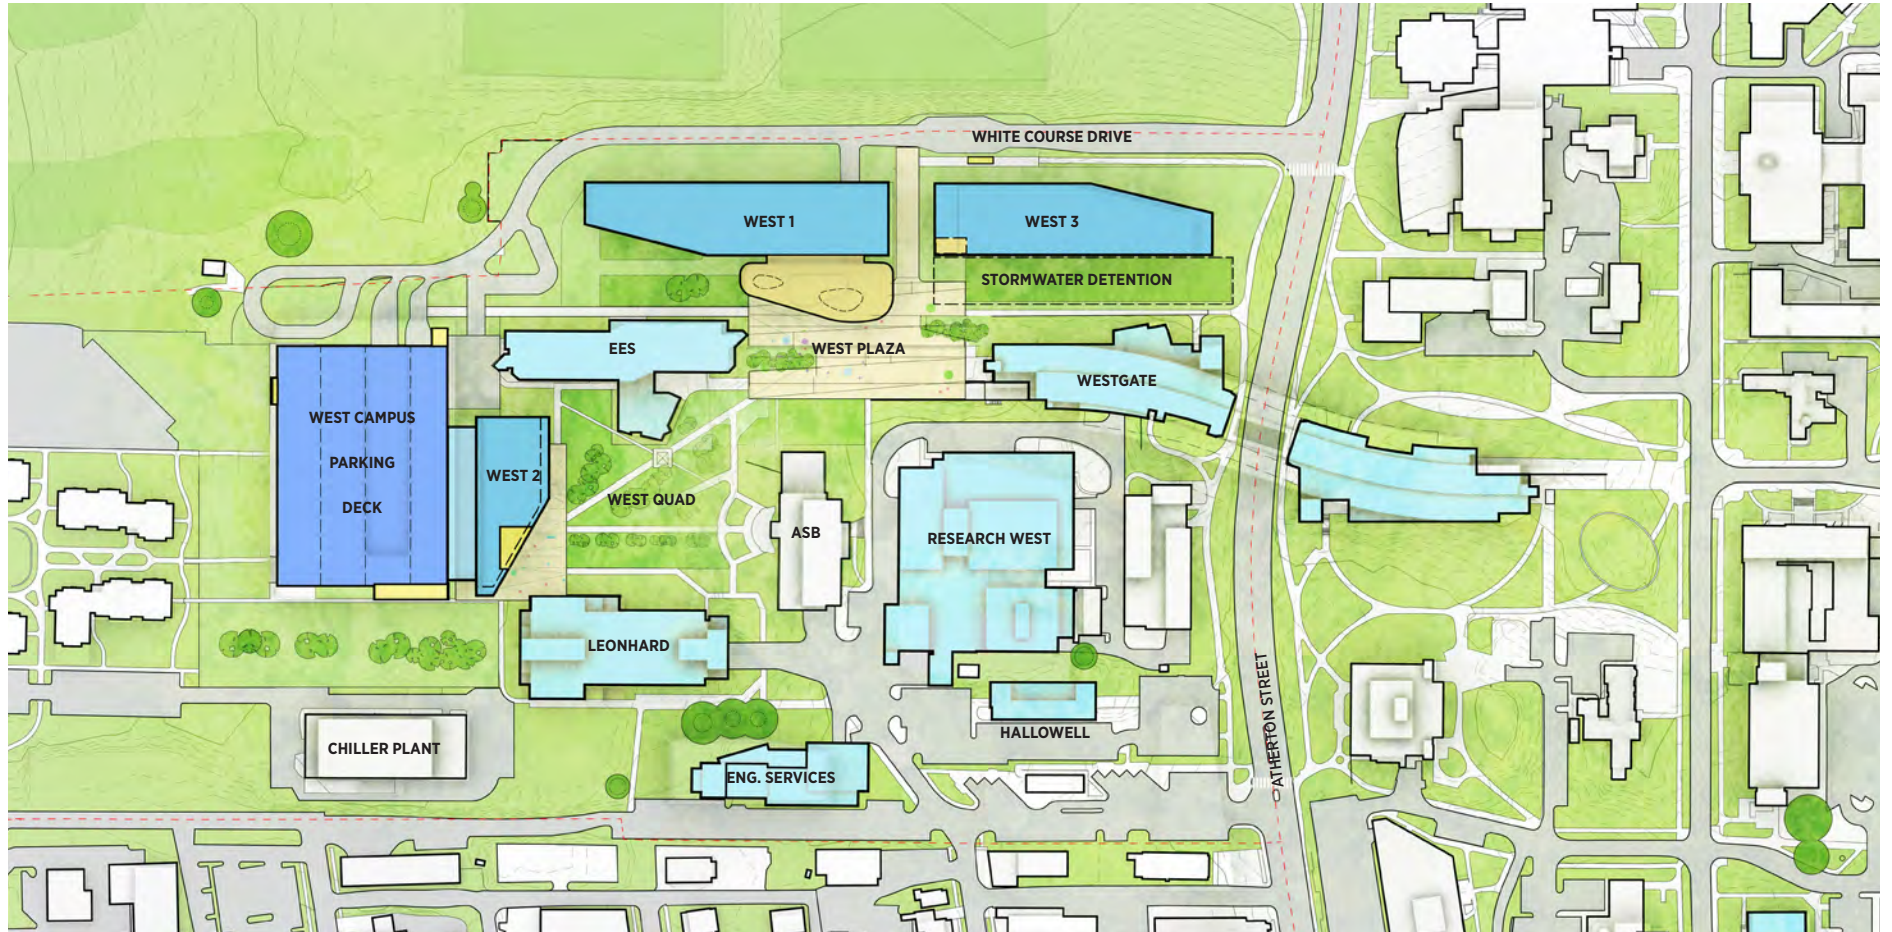 WHITE COURSE DRIVE
WEST 1
WEST 3
STORMWATER DETENTION
EES
WEST PLAZA
WESTGATE
WEST CAMPUS
PARKING
DECK
WEST 2
WEST QUAD
ASB
RESEARCH WEST
LEONHARD
ATHERTON STREET
HALLOWELL
CHILLER PLANT
ENG. SERVICES